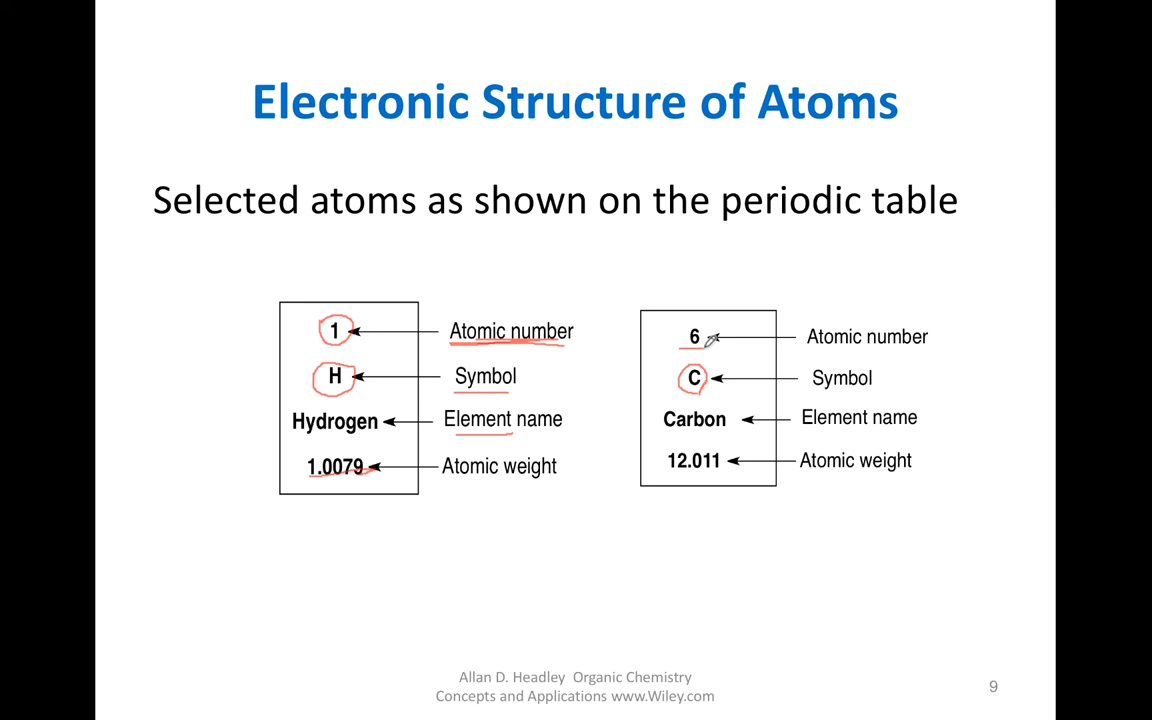 Electronic Structure of Atoms
Selected atoms as shown on the periodic table
1 Atomic number
H Symbol
Hydrogen Element name
1.0079 Atomic weight
6 Atomic number
C Symbol
Carbon Element name
12.011 Atomic weight
Allan D. Headley Organic Chemistry
Concepts and Applications www.Wiley.com
9